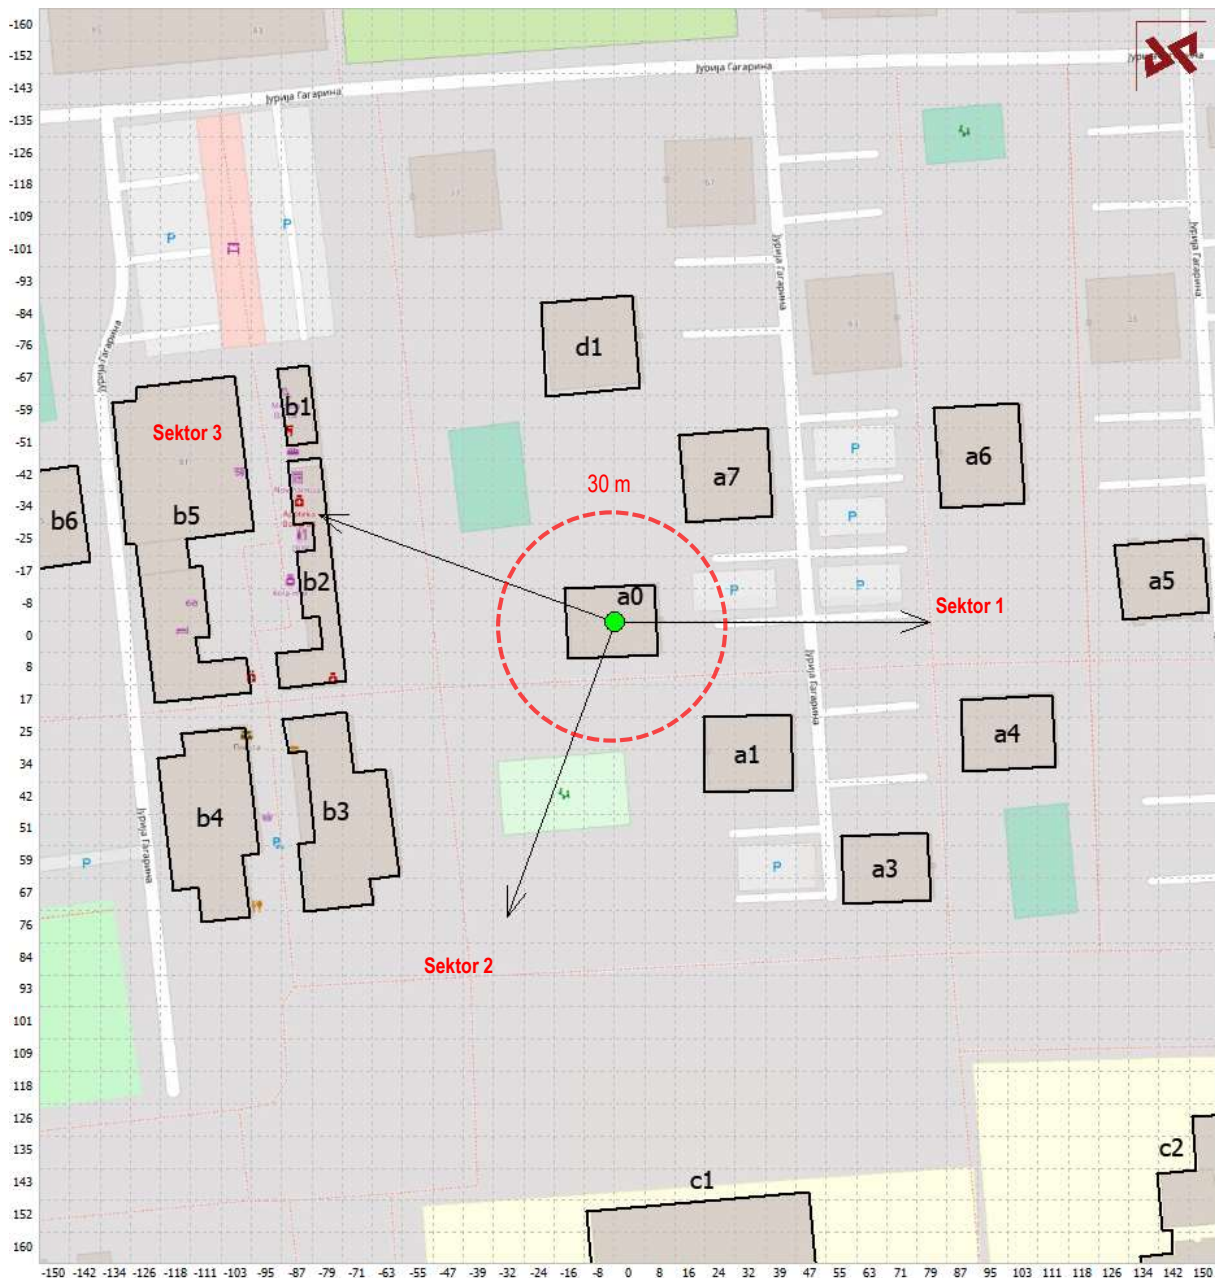 -160
-152
-143
-135
-126
-118
-109
-101
-93
-84
-76
-67
-59
-51
-42
-34
-25
-17
-8
0
8
17
25
34
42
51
59
67
76
84
93
101
109
118
126
135
143
152
160
Јурија Гагарина
Јурија Гагарина
P
P
Јурија Гагарина
Јурија Гагарина
Јурија Гагарина
d1
b1
Sektor 3
a7
a6
P
30 m
b6
b5
P
b2
a0
P
P
a5
Sektor 1
Јурија Гагарина
a1
a4
b4
b3
P
P
Јурија Гагарина
P
a3
Sektor 2
c1
c2
-150 -142 -134 -126 -118 -111 -103 -95 -87 -79 -71 -63 -55 -47 -39 -32 -24 -16 -8 0 8 16 24 32 39 47 55 63 71 79 87 95 103 111 118 126 134 142 150